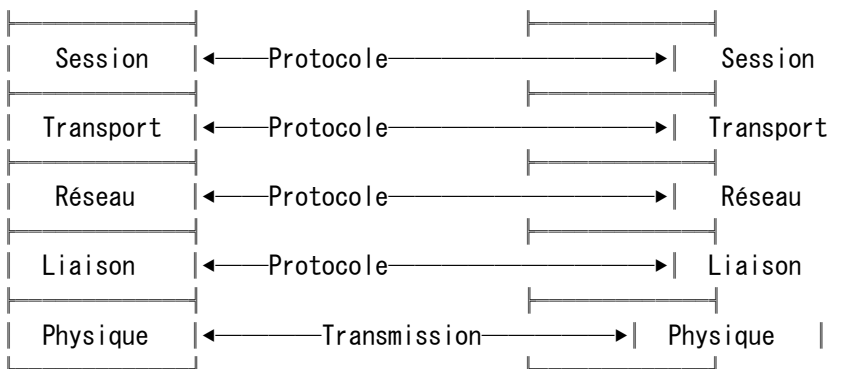 Session Protocole Session
Transport Protocole Transport
Réseau Protocole Réseau
Liaison Protocole Liaison
Physique Transmission Physique